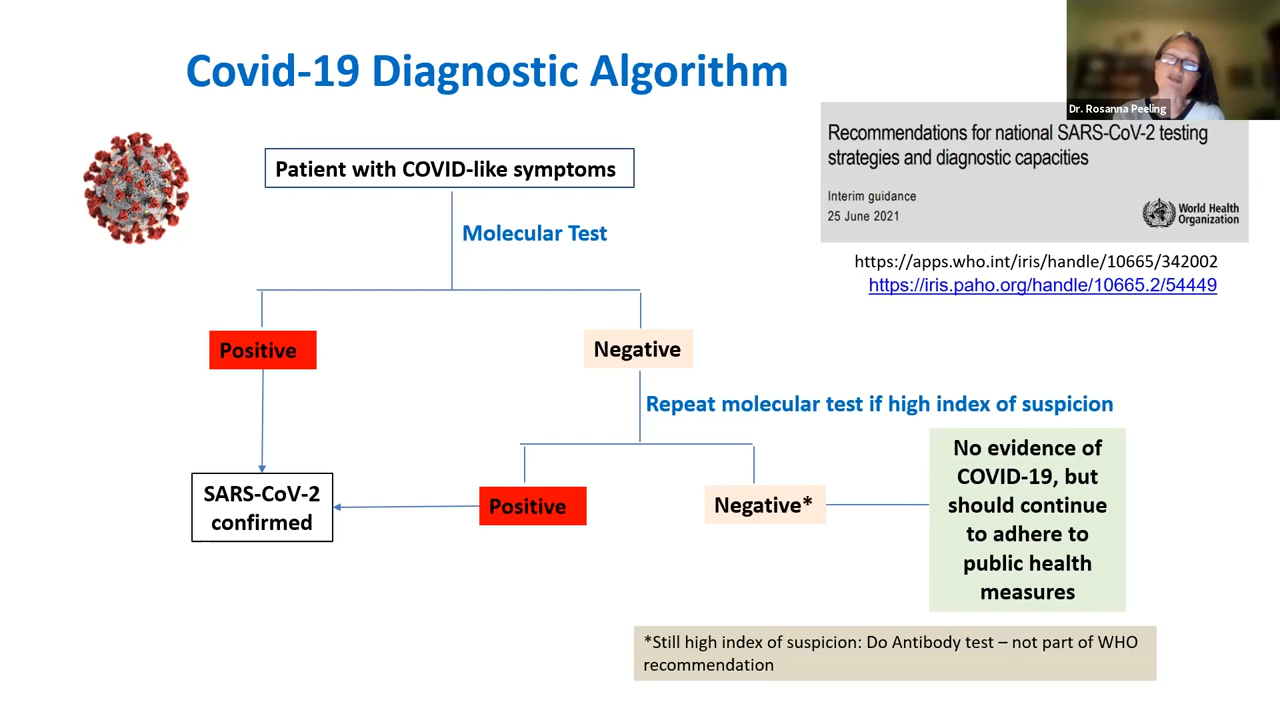 Covid-19 Diagnostic Algorithm
Dr. Rosanna Peeling
Recommendations for national SARS-CoV-2 testing
strategies and diagnostic capacities
Interim guidance
25 June 2021
World Health
Organization
https://apps.who.int/iris/handle/10665/342002
https://iris.paho.org/handle/10665.2/54449
Patient with COVID-like symptoms
Molecular Test
Positive
Negative
Repeat molecular test if high index of suspicion
SARS-CoV-2
confirmed
Positive
Negative*
No evidence of
COVID-19, but
should continue
to adhere to
public health
measures
*Still high index of suspicion: Do Antibody test – not part of WHO
recommendation